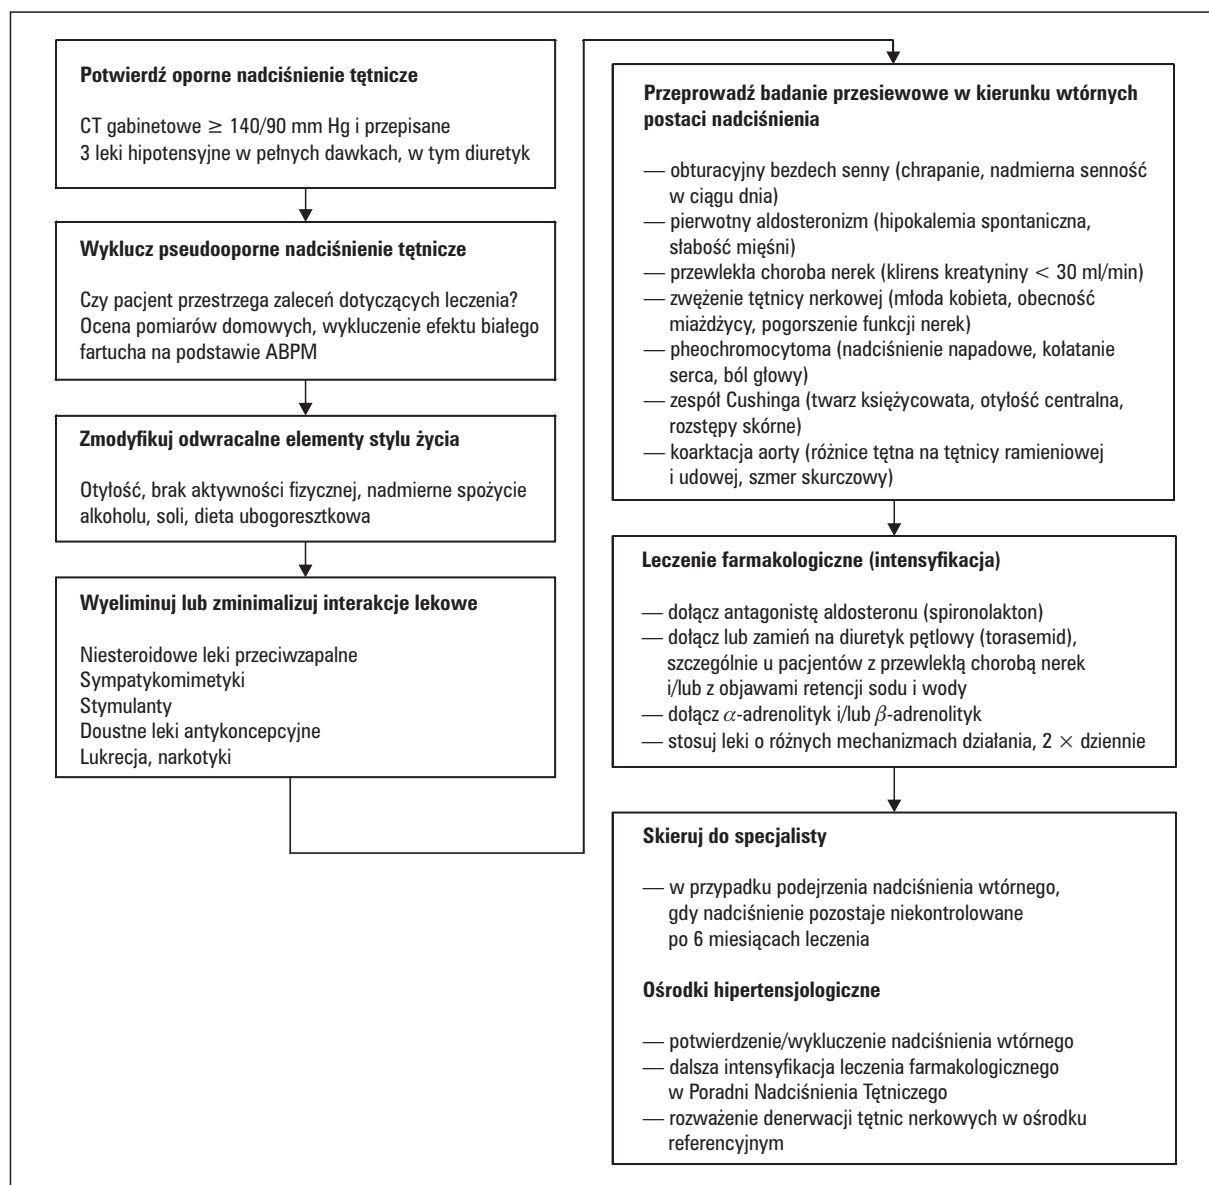 Potwierdź oporne nadciśnienie tętnicze
CT gabinetowe ≥ 140/90 mm Hg i przepisane
3 leki hipotensyjne w pełnych dawkach, w tym diuretyk
Wyklucz pseudooporne nadciśnienie tętnicze
Czy pacjent przestrzega zaleceń dotyczących leczenia?
Ocena pomiarów domowych, wykluczenie efektu białego
fartucha na podstawie ABPM
Zmodyfikuj odwracalne elementy stylu życia
Otyłość, brak aktywności fizycznej, nadmierne spożycie
alkoholu, soli, dieta ubogoresztkowa
Wyeliminuj lub zminimalizuj interakcje lekowe
Niesteroidowe leki przeciwzapalne
Sympatykomimetyki
Stymulanty
Doustne leki antykoncepcyjne
Lukrecja, narkotyki
Przeprowadź badanie przesiewowe w kierunku wtórnych
postaci nadciśnienia
— obturacyjny bezdech senny (chrapanie, nadmierna senność
w ciągu dnia)
— pierwotny aldosteronizm (hipokalemia spontaniczna,
słabość mięśni)
— przewlekła choroba nerek (klirens kreatyniny < 30 ml/min)
— zwężenie tętnicy nerkowej (młoda kobieta, obecność
miażdżycy, pogorszenie funkcji nerek)
— pheochromocytoma (nadciśnienie napadowe, kołatanie
serca, ból głowy)
— zespół Cushinga (twarz księżycowata, otyłość centralna,
rozstępy skórne)
— koarktacja aorty (różnice tętna na tętnicy ramieniowej
i udowej, szmer skurczowy)
Leczenie farmakologiczne (intensyfikacja)
— dołącz antagonistę aldosteronu (spironolakton)
— dołącz lub zamień na diuretyk pętlowy (torasemid),
szczególnie u pacjentów z przewlekłą chorobą nerek
i/lub z objawami retencji sodu i wody
— dołącz α-adrenolityk i/lub β-adrenolityk
— stosuj leki o różnych mechanizmach działania, 2 × dziennie
Skieruj do specjalisty
— w przypadku podejrzenia nadciśnienia wtórnego,
gdy nadciśnienie pozostaje niekontrolowane
po 6 miesiącach leczenia
Ośrodki hipertensjologiczne
— potwierdzenie/wykluczenie nadciśnienia wtórnego
— dalsza intensyfikacja leczenia farmakologicznego
w Poradni Nadciśnienia Tętniczego
— rozważenie denerwacji tętnic nerkowych w ośrodku
referencyjnym